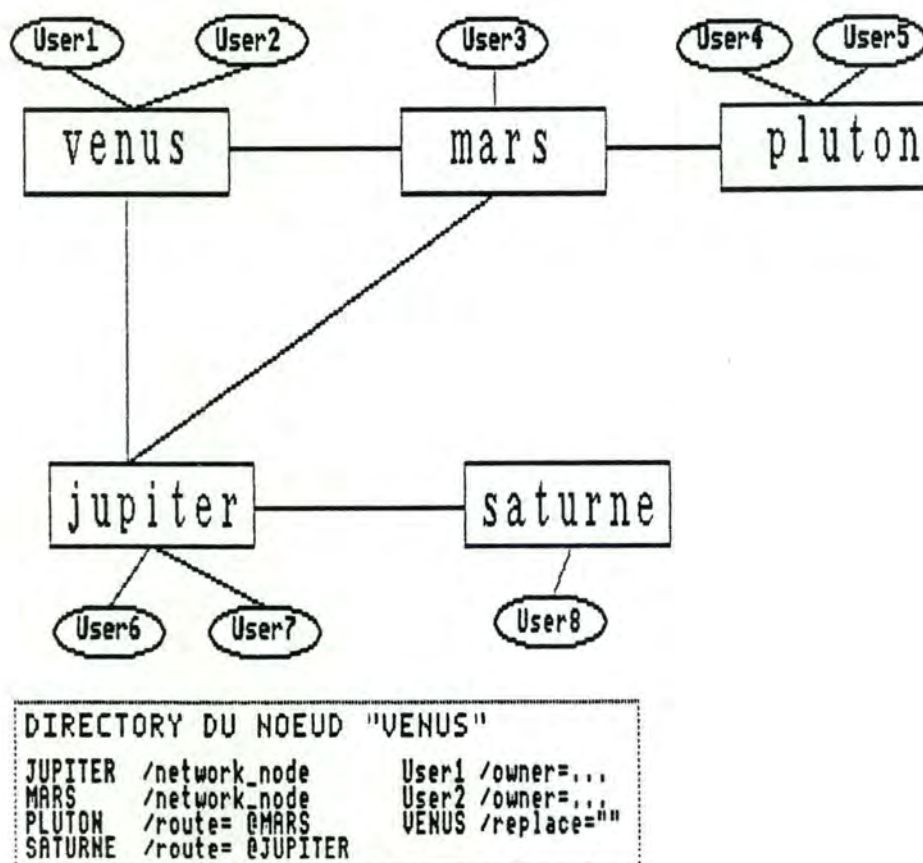 User1 User2 User3 User4 User5
venus mars pluton
jupiter saturne
User6 User7 User8
DIRECTORY DU NOEUD "VENUS"
JUPITER /network_node User1 /owner=...
MARS /network_node User2 /owner=...
PLUTON /route= @MARS VENUS /replace=""
SATURNE /route= @JUPITER